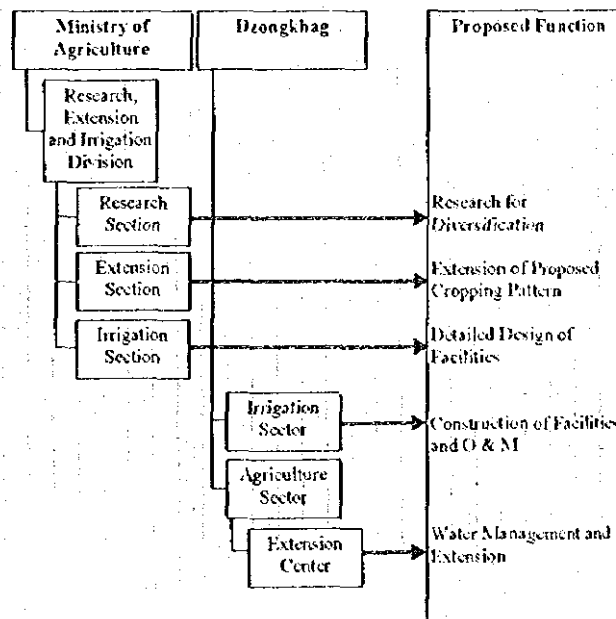 Ministry of
Agriculture
Dzongkhag
Proposed Function
Research,
Extension
and Irrigation
Division
Research
Section
Research for
Diversification
Extension
Section
Extension of Proposed
Cropping Pattern
Irrigation
Section
Detailed Design of
Facilities
Irrigation
Sector
Construction of Facilities
and O & M
Agriculture
Sector
Extension
Center
Water Management and
Extension